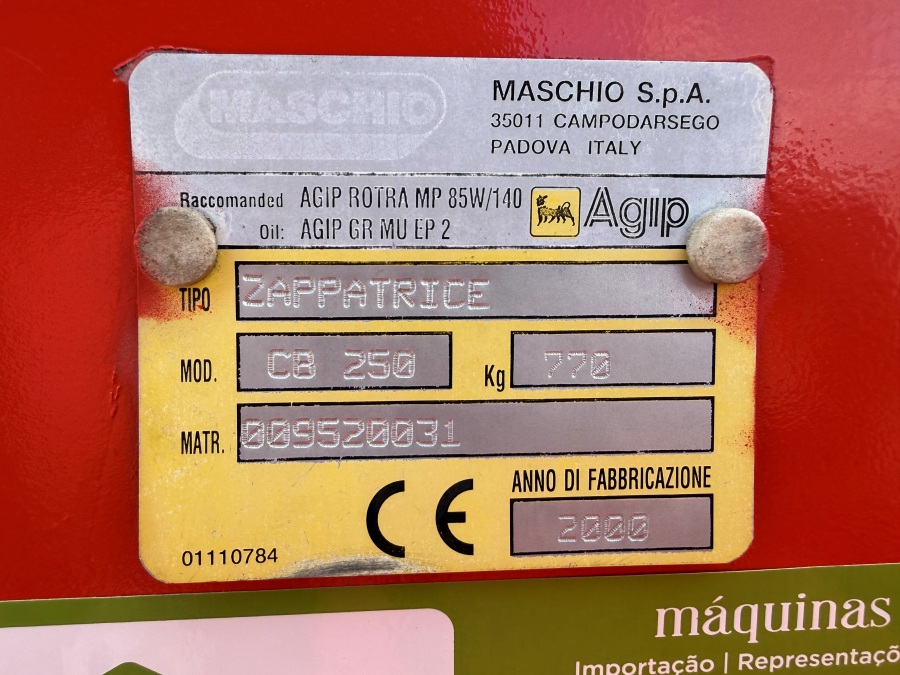 MASCHIO
MASCHIO S.p.A.
35011 CAMPODARSEGO
PADOVA ITALY
Raccomanded AGIP ROTRA MP 85W/140
Oil: AGIP GR MU EP 2
Agip
TIPO ZAPPATRICE
MOD. CB 250 Kg 770
MATR. 009520031
ANNO DI FABBRICAZIONE
CE 2000
01110784
máquinas
Importação | Representaçõ